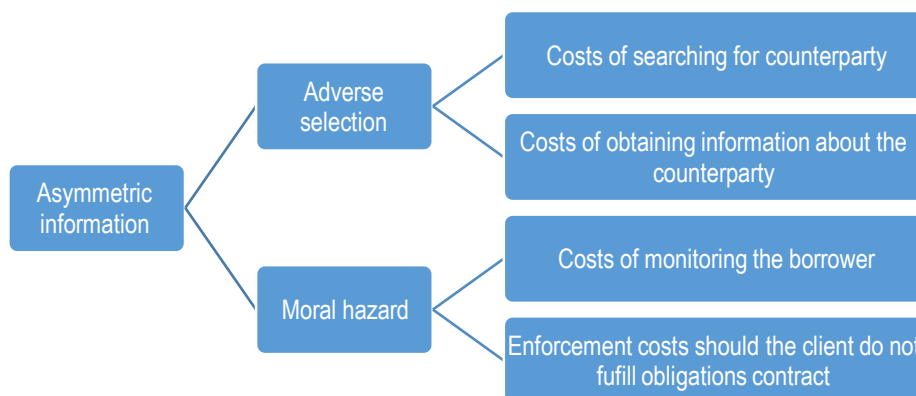 Costs of searching for counterparty
Adverse
selection
Costs of obtaining information about the
counterparty
Asymmetric
information
Costs of monitoring the borrower
Moral hazard
Enforcement costs should the client do not
fufill obligations contract